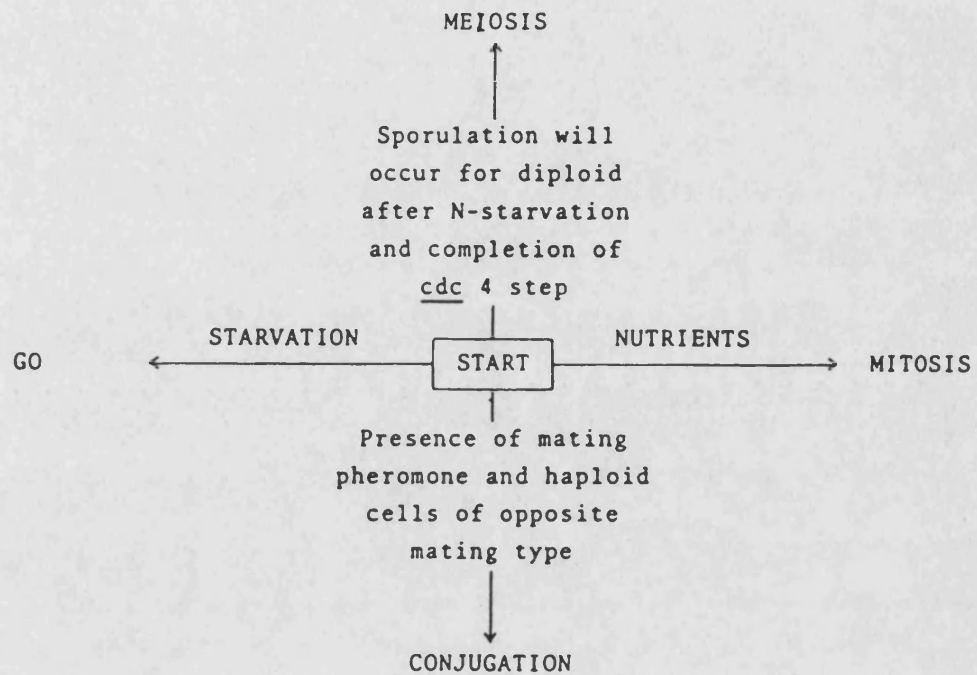 MEIOSIS
Sporulation will
occur for diploid
after N-starvation
and completion of
cdc 4 step
STARVATION
NUTRIENTS
GO
START
MITOSIS
Presence of mating
pheromone and haploid
cells of opposite
mating type
CONJUGATION